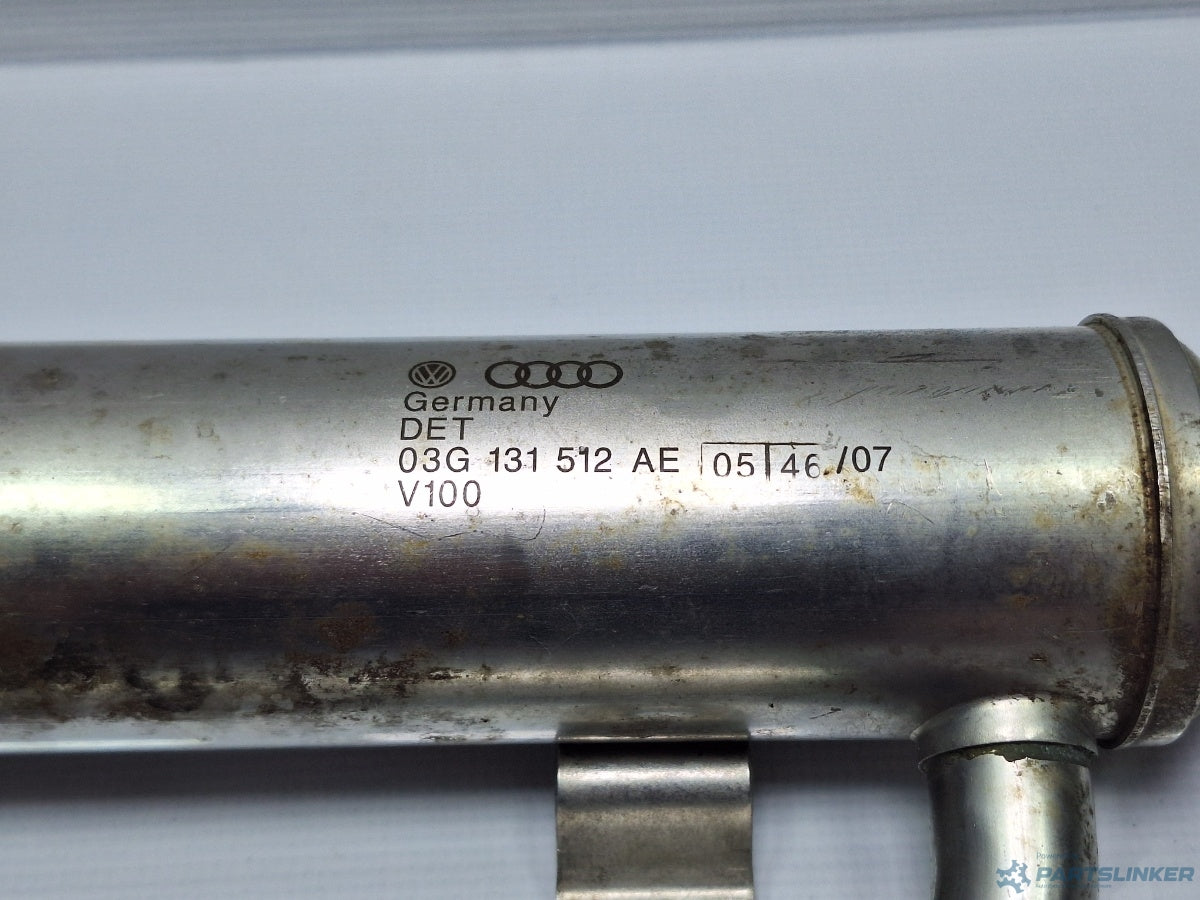 Germany
DET
03G 131 512 AE 05 46 /07
V100
PARTSLINKER